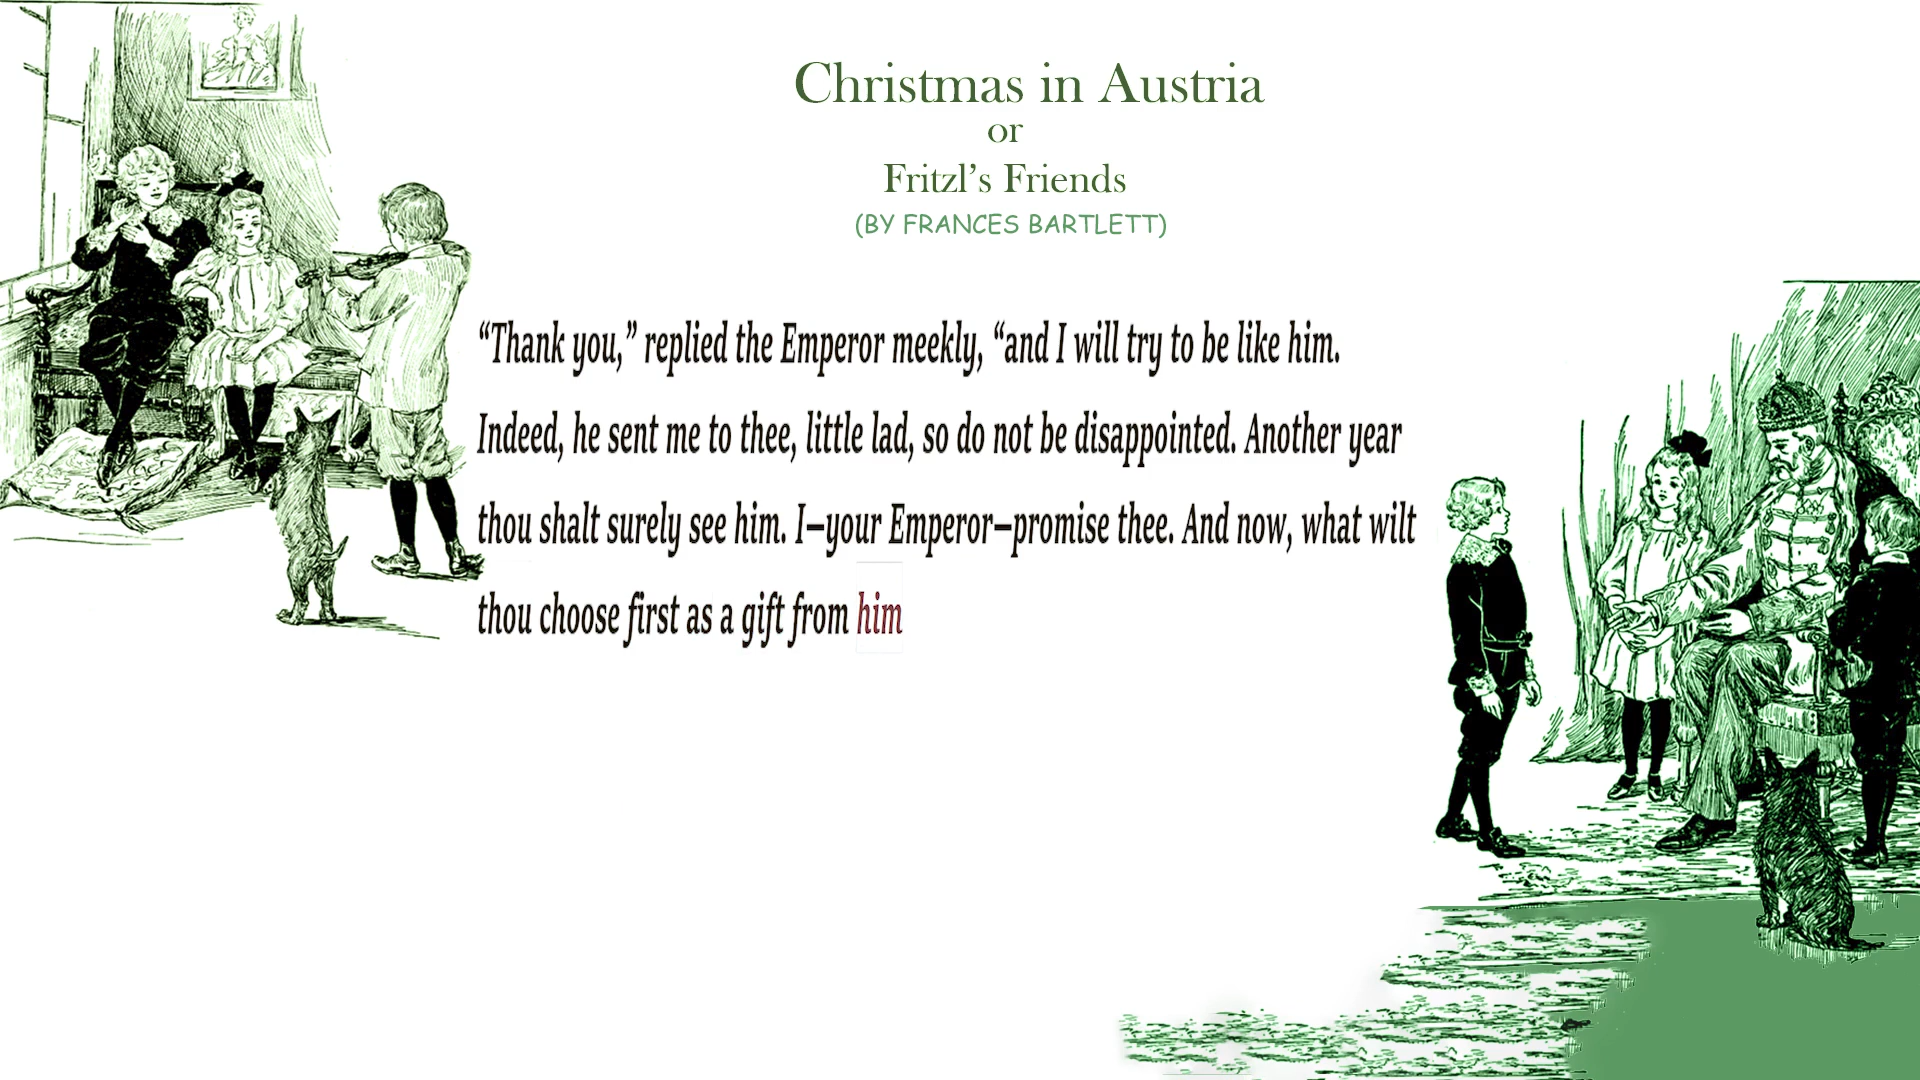 Christmas in Austria
or
Fritzl’s Friends
(BY FRANCES BARTLETT)
“Thank you,” replied the Emperor meekly, “and I will try to be like him.
Indeed, he sent me to thee, little lad, so do not be disappointed. Another year
thou shalt surely see him. I—your Emperor—promise thee. And now, what wilt
thou choose first as a gift from him